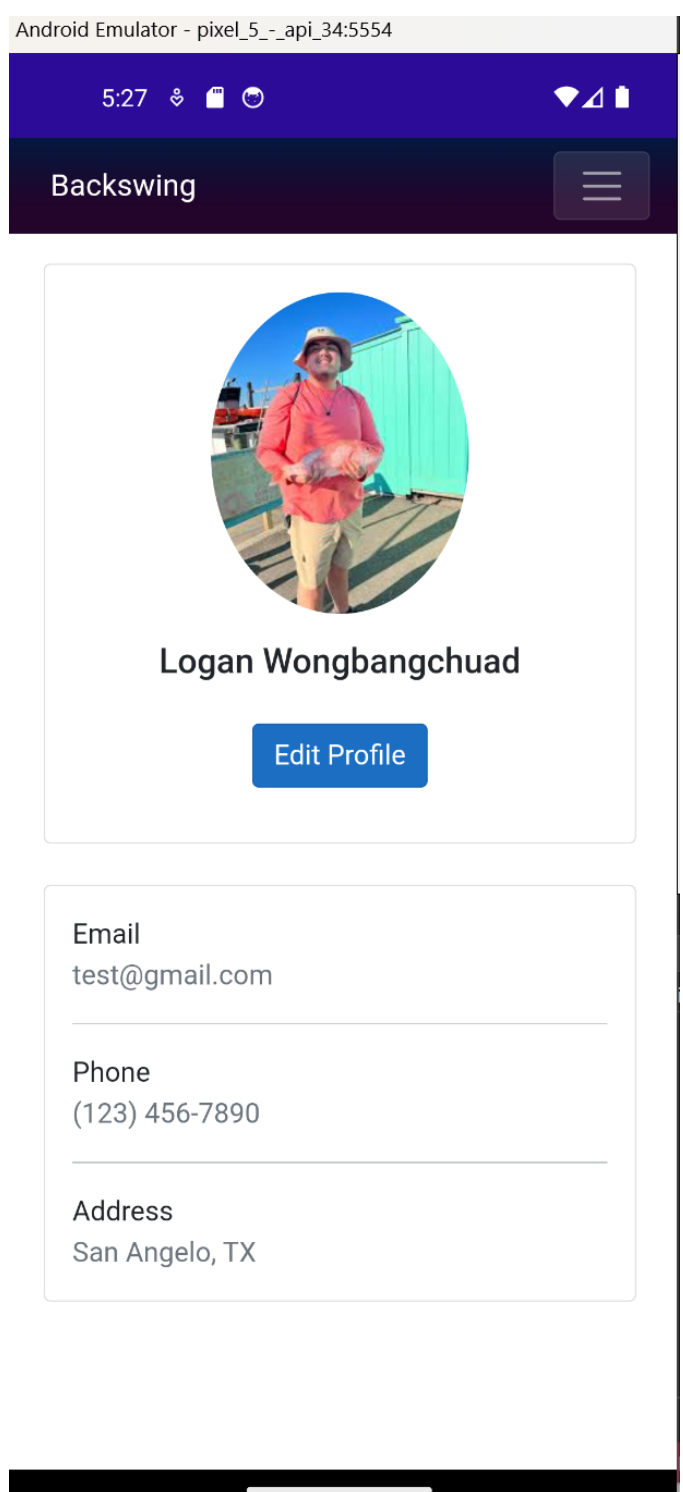 Android Emulator - pixel_5_-_api_34:5554
5:27
Backswing
Logan Wongbangchuad
Edit Profile
Email
test@gmail.com
Phone
(123) 456-7890
Address
San Angelo, TX